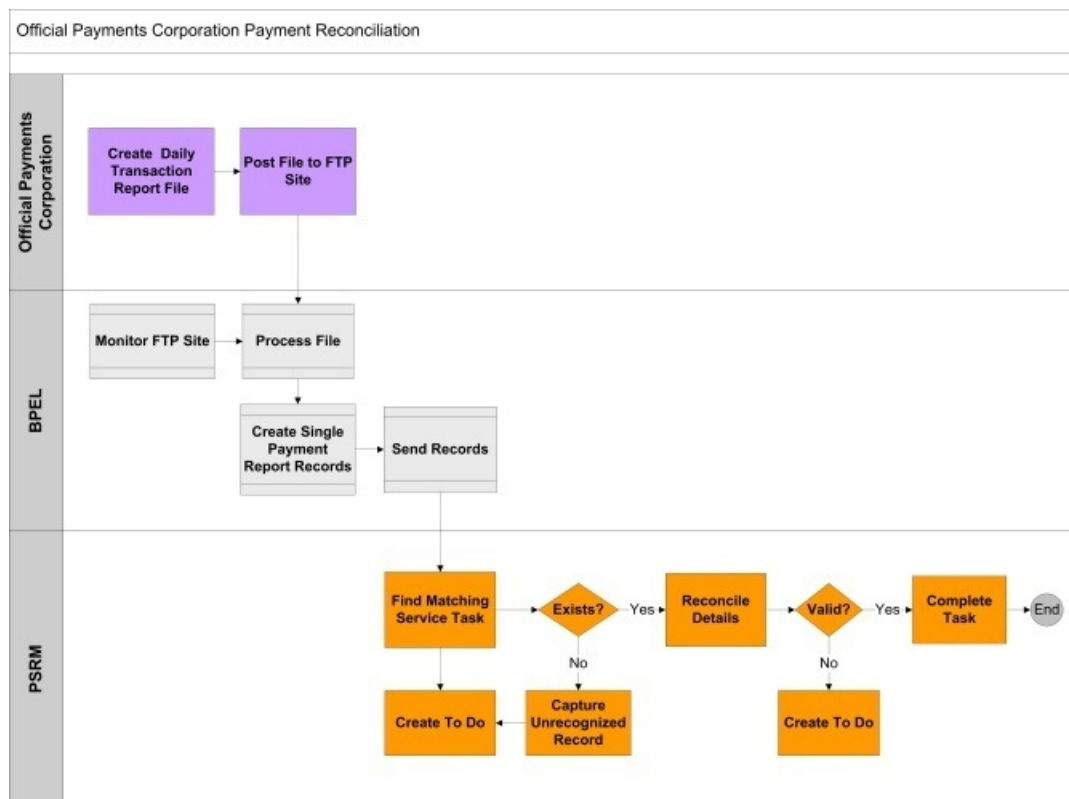 Official Payments Corporation Payment Reconciliation
Official Payments
Corporation
Create Daily
Transaction
Report File
Post File to FTP
Site
BPEL
Monitor FTP Site
Process File
Create Single
Payment
Report Records
Send Records
PSRM
Find Matching
Service Task
Exists?
Yes
Reconcile
Details
Valid?
Yes
Complete
Task
End
No
No
Create To Do
Capture
Unrecognized
Record
Create To Do